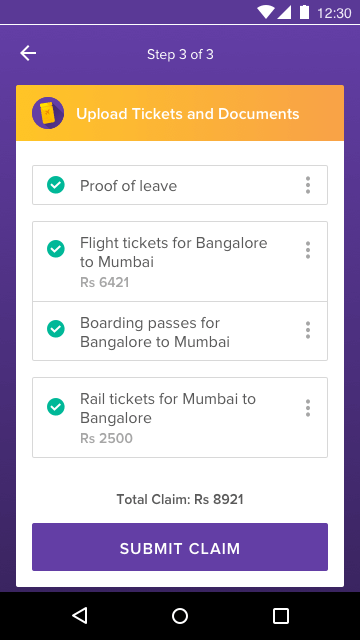 12:30
Step 3 of 3
Upload Tickets and Documents
Proof of leave
Flight tickets for Bangalore
to Mumbai
Rs 6421
Boarding passes for
Bangalore to Mumbai
Rail tickets for Mumbai to
Bangalore
Rs 2500
Total Claim: Rs 8921
SUBMIT CLAIM